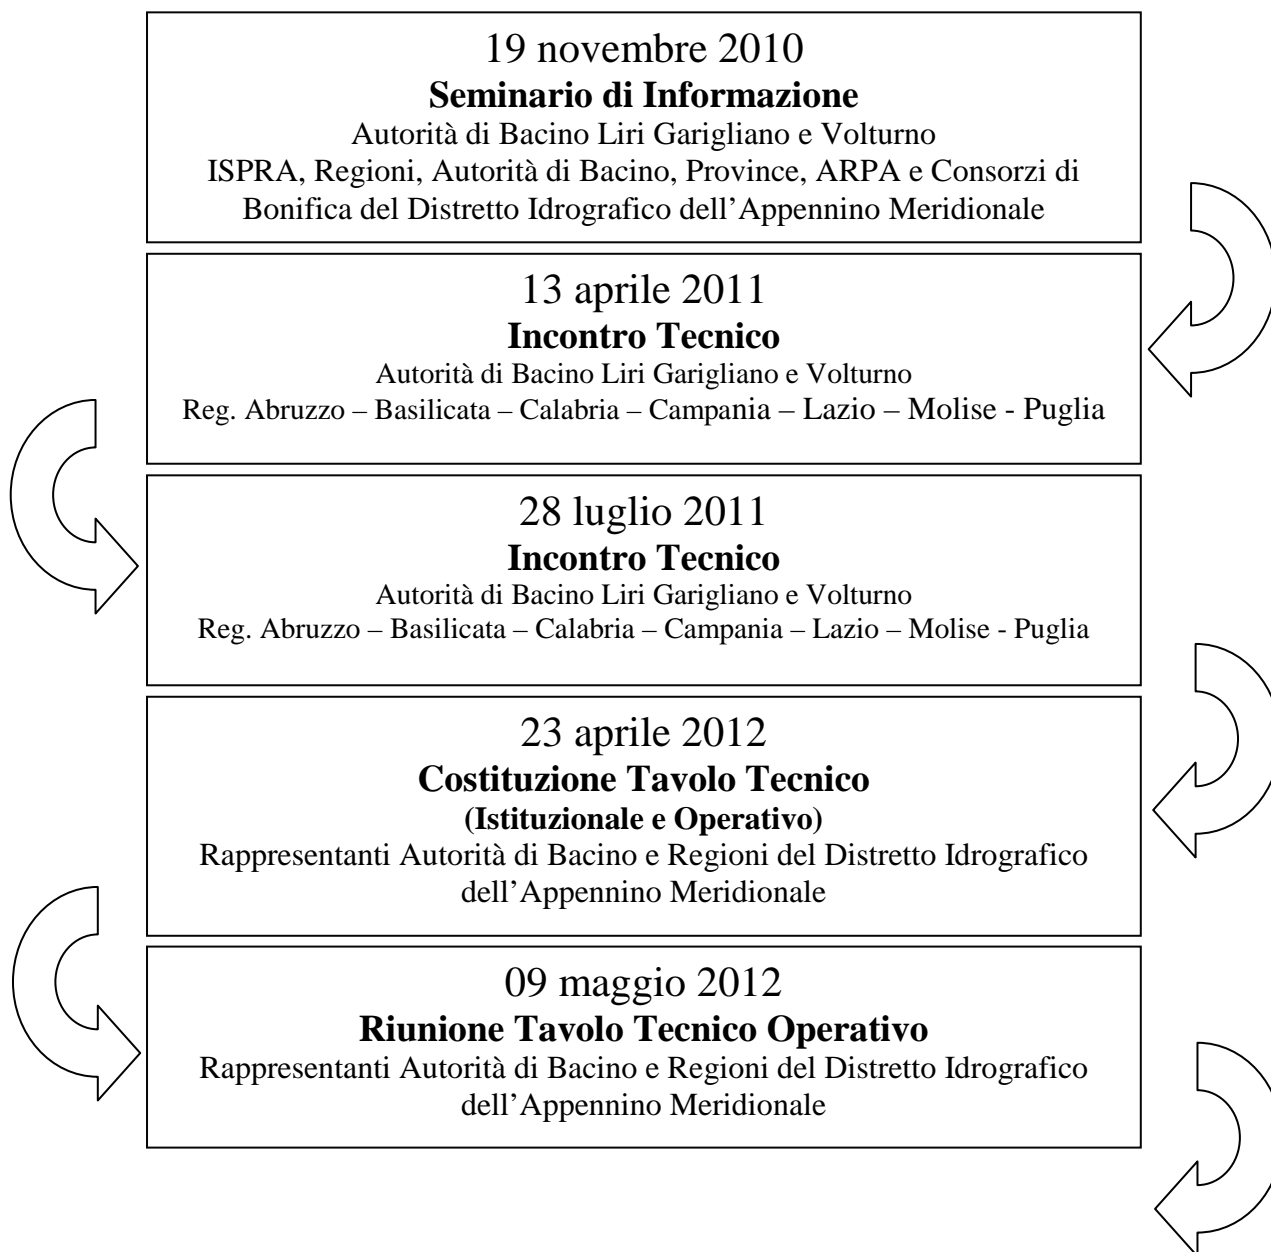 19 novembre 2010
Seminario di Informazione
Autorità di Bacino Liri Garigliano e Volturno
ISPRA, Regioni, Autorità di Bacino, Province, ARPA e Consorzi di
Bonifica del Distretto Idrografico dell’Appennino Meridionale
13 aprile 2011
Incontro Tecnico
Autorità di Bacino Liri Garigliano e Volturno
Reg. Abruzzo – Basilicata – Calabria – Campania – Lazio – Molise - Puglia
28 luglio 2011
Incontro Tecnico
Autorità di Bacino Liri Garigliano e Volturno
Reg. Abruzzo – Basilicata – Calabria – Campania – Lazio – Molise - Puglia
23 aprile 2012
Costituzione Tavolo Tecnico
(Istituzionale e Operativo)
Rappresentanti Autorità di Bacino e Regioni del Distretto Idrografico
dell’Appennino Meridionale
09 maggio 2012
Riunione Tavolo Tecnico Operativo
Rappresentanti Autorità di Bacino e Regioni del Distretto Idrografico
dell’Appennino Meridionale